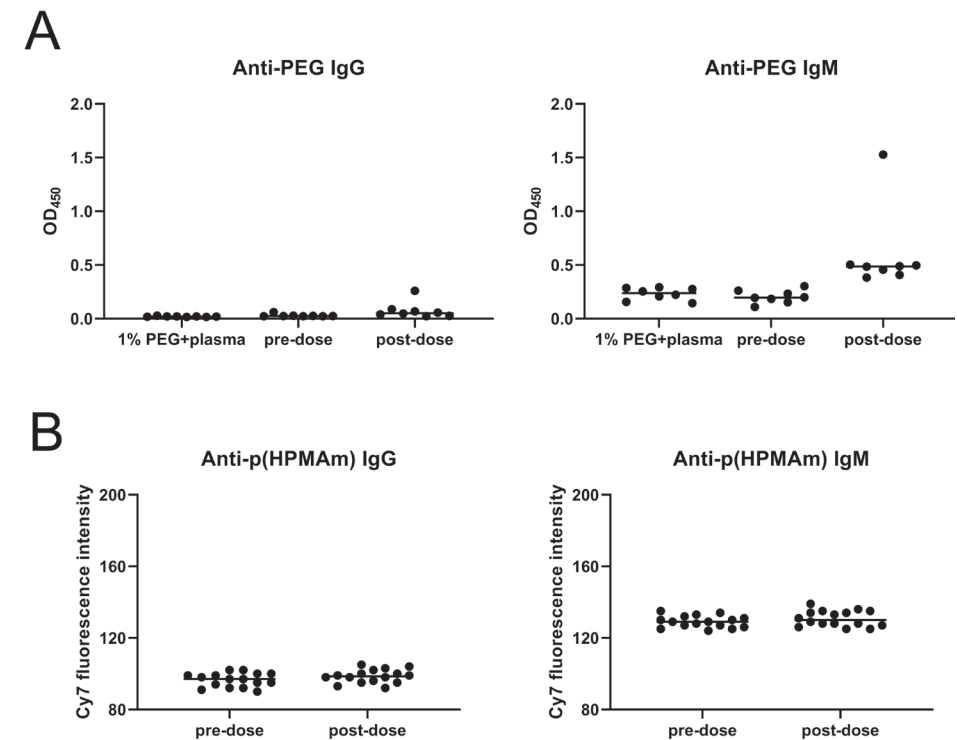 A
Anti-PEG IgG
2.0
1.5
1.0
0.5
0.0
OD450
1% PEG+plasma pre-dose post-dose
Anti-PEG IgM
2.0
1.5
1.0
0.5
0.0
OD450
1% PEG+plasma pre-dose post-dose
B
Anti-p(HPMAm) IgG
200
160
120
80
Cy7 fluorescence intensity
pre-dose post-dose
Anti-p(HPMAm) IgM
200
160
120
80
Cy7 fluorescence intensity
pre-dose post-dose